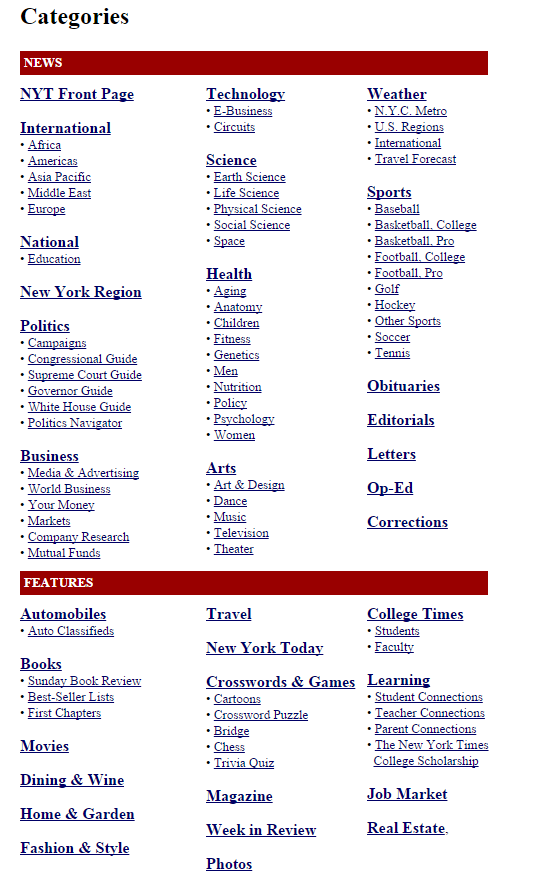 Categories
NEWS
NYT Front Page
International
• Africa
• Americas
• Asia Pacific
• Middle East
• Europe
National
• Education
New York Region
Politics
• Campaigns
• Congressional Guide
• Supreme Court Guide
• Governor Guide
• White House Guide
• Politics Navigator
Business
• Media & Advertising
• World Business
• Your Money
• Markets
• Company Research
• Mutual Funds
Technology
• E-Business
• Circuits
Science
• Earth Science
• Life Science
• Physical Science
• Social Science
• Space
Health
• Aging
• Anatomy
• Children
• Fitness
• Genetics
• Men
• Nutrition
• Policy
• Psychology
• Women
Arts
• Art & Design
• Dance
• Music
• Television
• Theater
Weather
• N.Y.C. Metro
• U.S. Regions
• International
• Travel Forecast
Sports
• Baseball
• Basketball, College
• Basketball, Pro
• Football, College
• Football, Pro
• Golf
• Hockey
• Other Sports
• Soccer
• Tennis
Obituaries
Editorials
Letters
Op-Ed
Corrections
FEATURES
Automobiles
• Auto Classifieds
Books
• Sunday Book Review
• Best-Seller Lists
• First Chapters
Movies
Dining & Wine
Home & Garden
Fashion & Style
Travel
New York Today
Crosswords & Games
• Cartoons
• Crossword Puzzle
• Bridge
• Chess
• Trivia Quiz
Magazine
Week in Review
Photos
College Times
• Students
• Faculty
Learning
• Student Connections
• Teacher Connections
• Parent Connections
• The New York Times
College Scholarship
Job Market
Real Estate.